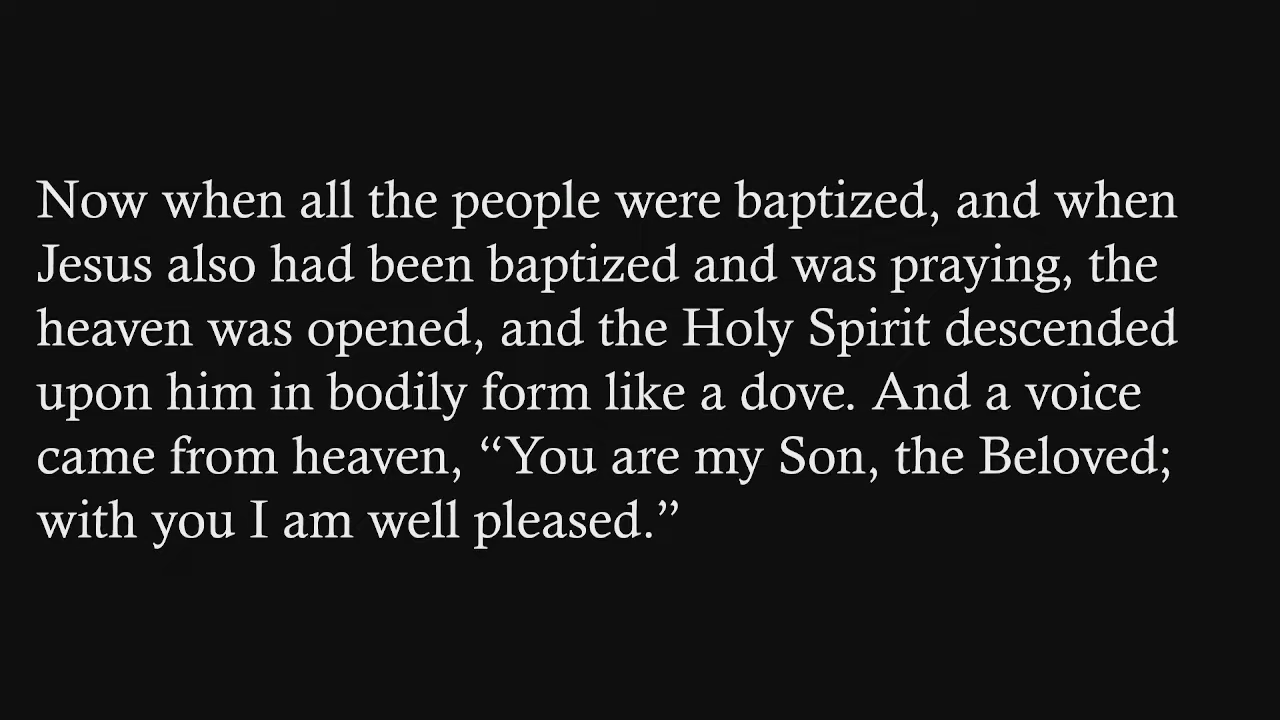 Now when all the people were baptized, and when
Jesus also had been baptized and was praying, the
heaven was opened, and the Holy Spirit descended
upon him in bodily form like a dove. And a voice
came from heaven, “You are my Son, the Beloved;
with you I am well pleased.”